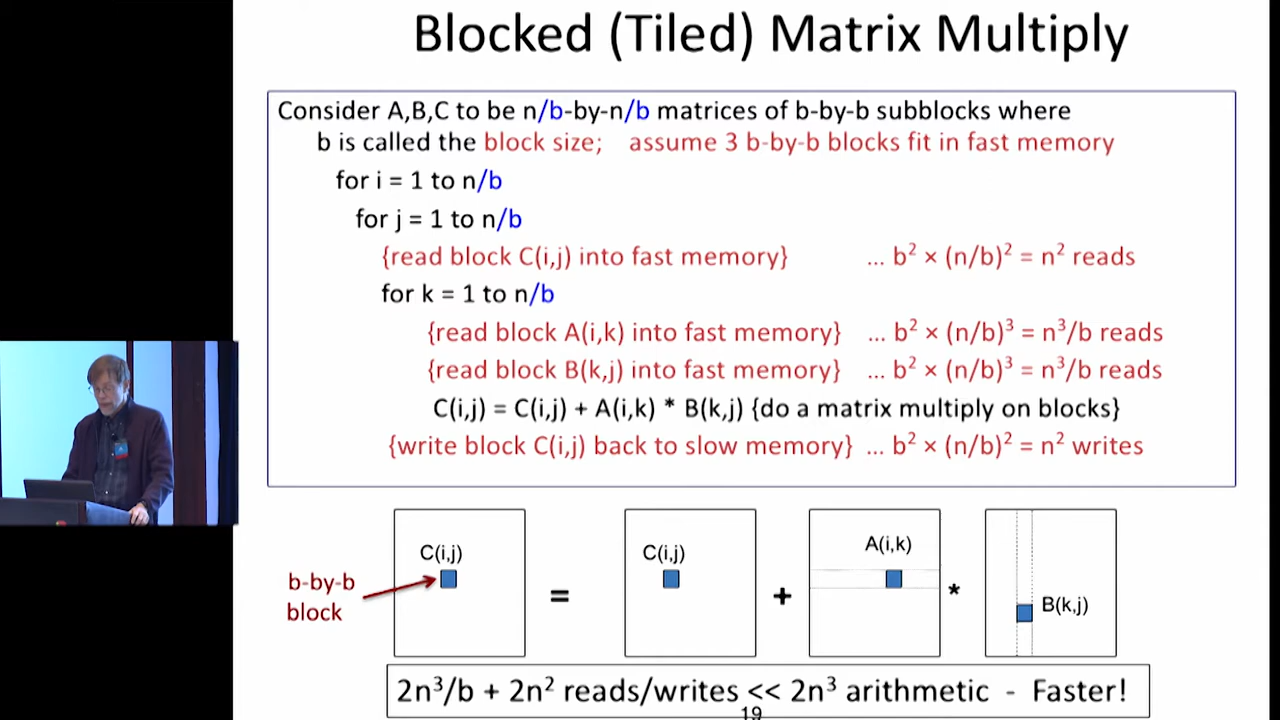 Blocked (Tiled) Matrix Multiply
Consider A,B,C to be n/b-by-n/b matrices of b-by-b subblocks where
b is called the block size; assume 3 b-by-b blocks fit in fast memory
for i = 1 to n/b
for j = 1 to n/b
{read block C(i,j) into fast memory} ... b² × (n/b)² = n² reads
for k = 1 to n/b
{read block A(i,k) into fast memory} ... b² × (n/b)³ = n³/b reads
{read block B(k,j) into fast memory} ... b² × (n/b)³ = n³/b reads
C(i,j) = C(i,j) + A(i,k) * B(k,j) {do a matrix multiply on blocks}
{write block C(i,j) back to slow memory} ... b² × (n/b)² = n² writes
b-by-b
block
C(i,j)
=
C(i,j)
+
A(i,k)
*
B(k,j)
2n³/b + 2n² reads/writes << 2n³ arithmetic - Faster!
19